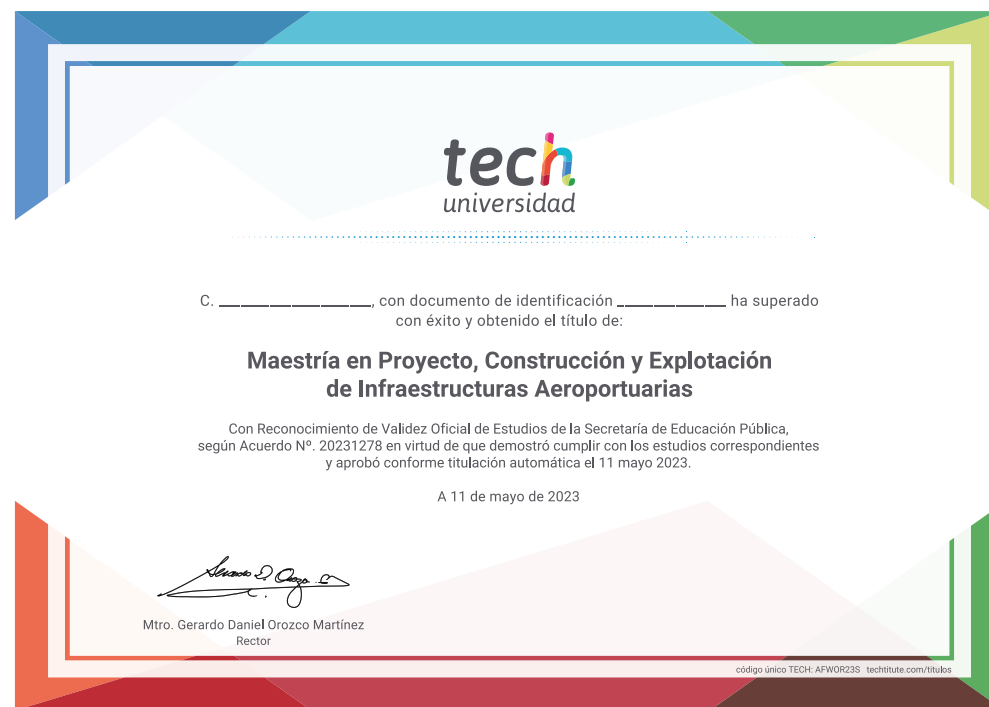 tech
universidad
C. ____________________, con documento de identificación ______________ ha superado
con éxito y obtenido el título de:
Maestría en Proyecto, Construcción y Explotación
de Infraestructuras Aeroportuarias
Con Reconocimiento de Validez Oficial de Estudios de la Secretaría de Educación Pública,
según Acuerdo Nº. 20231278 en virtud de que demostró cumplir con los estudios correspondientes
y aprobó conforme titulación automática el 11 mayo 2023.
A 11 de mayo de 2023
Mtro. Gerardo Daniel Orozco Martínez
Rector
código único TECH: AFWOR23S techtitute.com/titulos